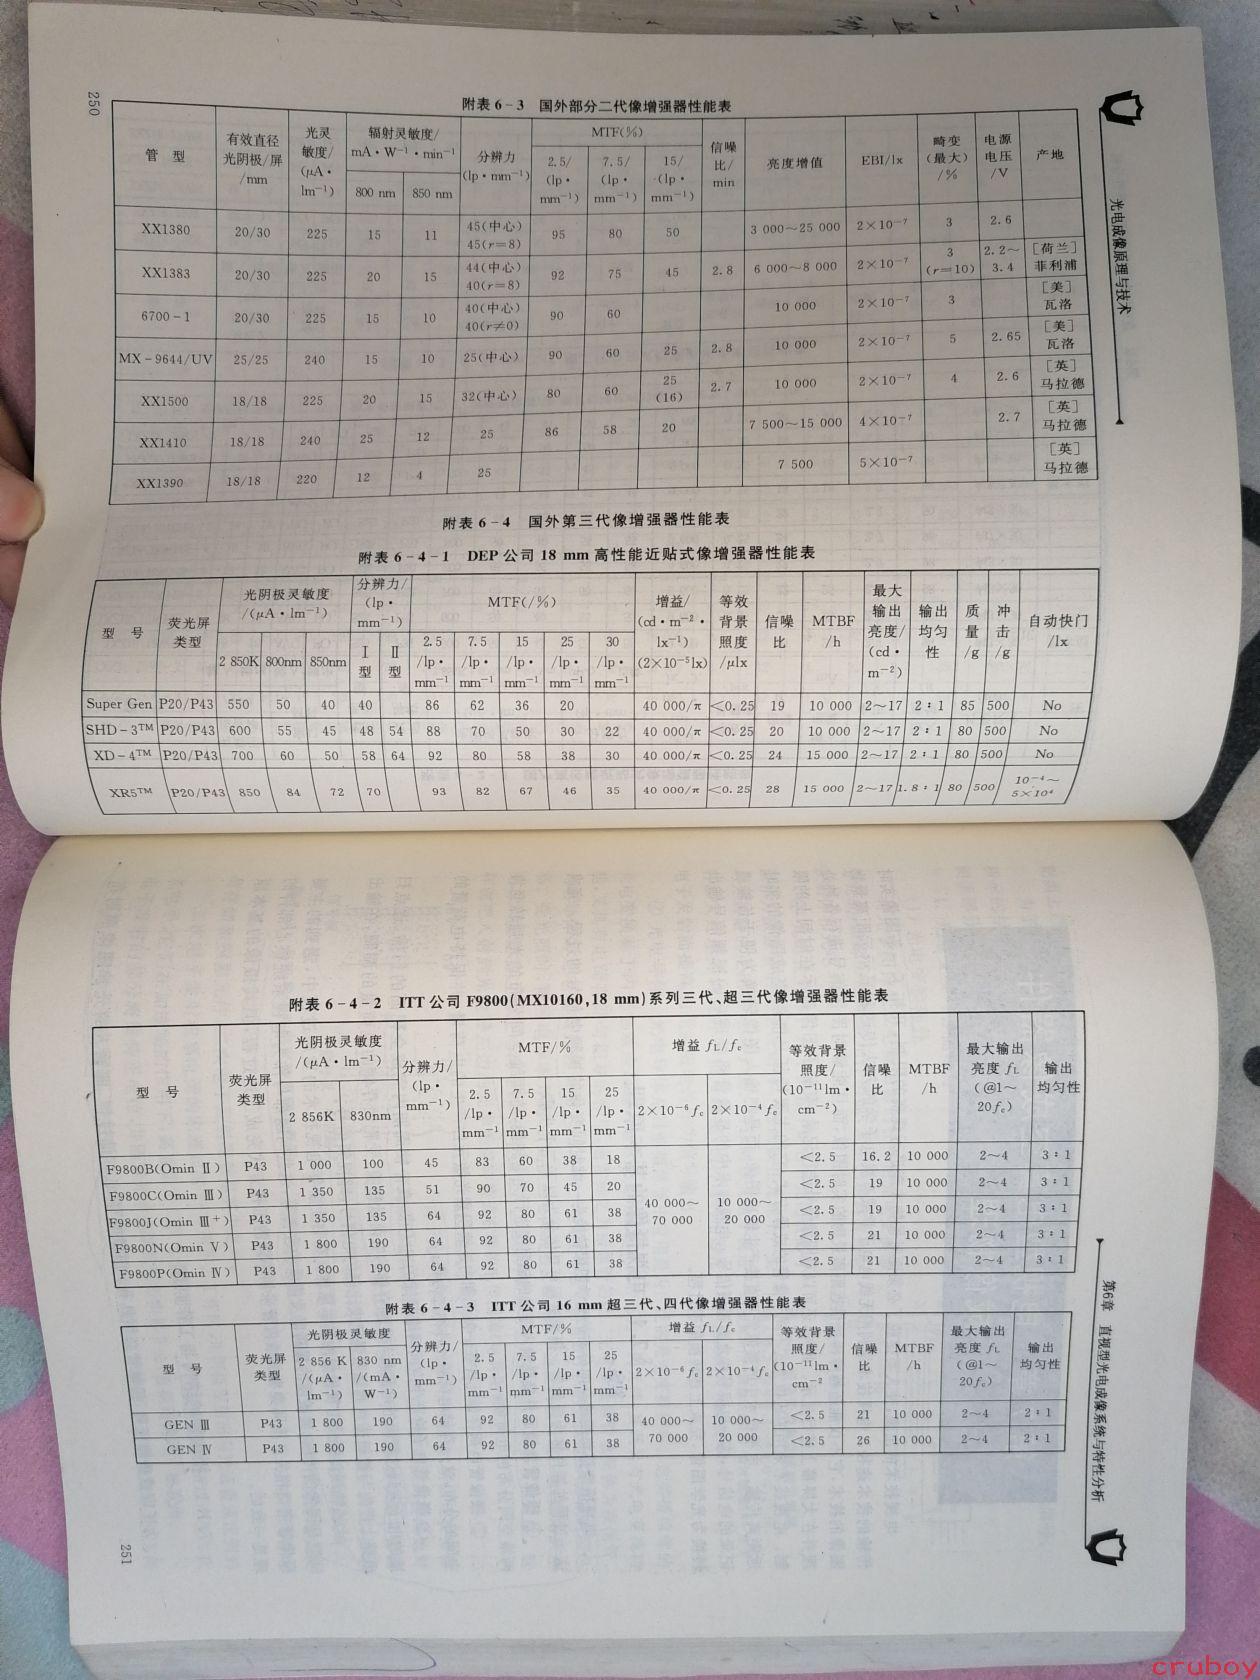 250
光电成像原理与技术
附表 6-3 国外部分二代像增强器性能表
管 型 | 有效直径光阴极/屏/mm | 光灵敏度/(μA·lm⁻¹) | 辐射灵敏度/mA·W⁻¹·min⁻¹ | 分辨力(lp·mm⁻¹) | MTF(%) | 信噪比/min | 亮度增值 | EBI/lx | 畸变(最大)/% | 电源电压/V | 产地
800 nm | 850 nm | 2.5/(lp·mm⁻¹) | 7.5/(lp·mm⁻¹) | 15/(lp·mm⁻¹)
XX1380 | 20/30 | 225 | 15 | 11 | 45(中心) 45(r=8) | 95 | 80 | 50 | | 3 000~25 000 | 2×10⁻⁷ | 3 | 2.6 |
XX1383 | 20/30 | 225 | 20 | 15 | 44(中心) 40(r=8) | 92 | 75 | 45 | 2.8 | 6 000~8 000 | 2×10⁻⁷ | 3 (r=10) | 2.2~3.4 | [荷兰]菲利浦
6700-1 | 20/30 | 225 | 15 | 10 | 40(中心) 40(r≠0) | 90 | 60 | | | 10 000 | 2×10⁻⁷ | 3 | | [美]瓦洛
MX-9644/UV | 25/25 | 240 | 15 | 10 | 25(中心) | 90 | 60 | 25 | 2.8 | 10 000 | 2×10⁻⁷ | 5 | 2.65 | [美]瓦洛
XX1500 | 18/18 | 225 | 20 | 15 | 32(中心) | 80 | 60 | 25 (16) | 2.7 | 10 000 | 2×10⁻⁷ | 4 | 2.6 | [英]马拉德
XX1410 | 18/18 | 240 | 25 | 12 | 25 | 86 | 58 | 20 | | 7 500~15 000 | 4×10⁻⁷ | | 2.7 | [英]马拉德
XX1390 | 18/18 | 220 | 12 | 4 | 25 | | | | | 7 500 | 5×10⁻⁷ | | | [英]马拉德
附表 6-4 国外第三代像增强器性能表
附表 6-4-1 DEP 公司 18 mm 高性能近贴式像增强器性能表
型 号 | 荧光屏类型 | 光阴极灵敏度/(μA·lm⁻¹) | 分辨力/(lp·mm⁻¹) | MTF(/%) | 增益/(cd·m⁻²·lx⁻¹)(2×10⁻⁵lx) | 等效背景照度/μlx | 信噪比 | MTBF/h | 最大输出亮度/(cd·m⁻²) | 输出均匀性 | 质量/g | 冲击/g | 自动快门/lx
2 850K | 800nm | 850nm | Ⅰ型 | Ⅱ型 | 2.5/lp·mm⁻¹ | 7.5/lp·mm⁻¹ | 15/lp·mm⁻¹ | 25/lp·mm⁻¹ | 30/lp·mm⁻¹
Super Gen | P20/P43 | 550 | 50 | 40 | 40 | | 86 | 62 | 36 | 20 | | 40 000/π | <0.25 | 19 | 10 000 | 2~17 | 2∶1 | 85 | 500 | No
SHD-3™ | P20/P43 | 600 | 55 | 45 | 48 | 54 | 88 | 70 | 50 | 30 | 22 | 40 000/π | <0.25 | 20 | 10 000 | 2~17 | 2∶1 | 80 | 500 | No
XD-4™ | P20/P43 | 700 | 60 | 50 | 58 | 64 | 92 | 80 | 58 | 38 | 30 | 40 000/π | <0.25 | 24 | 15 000 | 2~17 | 2∶1 | 80 | 500 | No
XR5™ | P20/P43 | 850 | 84 | 72 | 70 | | 93 | 82 | 67 | 46 | 35 | 40 000/π | <0.25 | 28 | 15 000 | 2~17 | 1.8∶1 | 80 | 500 | 10⁻⁴~5×10⁴
附表 6-4-2 ITT 公司 F9800(MX10160,18 mm)系列三代、超三代像增强器性能表
型 号 | 荧光屏类型 | 光阴极灵敏度/(μA·lm⁻¹) | 分辨力/(lp·mm⁻¹) | MTF/% | 增益 fL/fc | 等效背景照度/(10⁻¹¹lm·cm⁻²) | 信噪比 | MTBF/h | 最大输出亮度 fL(@1~20fc) | 输出均匀性
2 856K | 830nm | 2.5/lp·mm⁻¹ | 7.5/lp·mm⁻¹ | 15/lp·mm⁻¹ | 25/lp·mm⁻¹ | 2×10⁻⁶fc | 2×10⁻⁴fc
F9800B(Omin Ⅱ) | P43 | 1 000 | 100 | 45 | 83 | 60 | 38 | 18 | 40 000~70 000 | 10 000~20 000 | <2.5 | 16.2 | 10 000 | 2~4 | 3∶1
F9800C(Omin Ⅲ) | P43 | 1 350 | 135 | 51 | 90 | 70 | 45 | 20 | <2.5 | 19 | 10 000 | 2~4 | 3∶1
F9800J(Omin Ⅲ+) | P43 | 1 350 | 135 | 64 | 92 | 80 | 61 | 38 | <2.5 | 19 | 10 000 | 2~4 | 3∶1
F9800N(Omin Ⅴ) | P43 | 1 800 | 190 | 64 | 92 | 80 | 61 | 38 | <2.5 | 21 | 10 000 | 2~4 | 3∶1
F9800P(Omin Ⅳ) | P43 | 1 800 | 190 | 64 | 92 | 80 | 61 | 38 | <2.5 | 21 | 10 000 | 2~4 | 3∶1
附表 6-4-3 ITT 公司 16 mm 超三代、四代像增强器性能表
型 号 | 荧光屏类型 | 光阴极灵敏度 | 分辨力/(lp·mm⁻¹) | MTF/% | 增益 fL/fc | 等效背景照度/(10⁻¹¹lm·cm⁻² | 信噪比 | MTBF/h | 最大输出亮度 fL(@1~20fc) | 输出均匀性
2 856 K/(μA·lm⁻¹) | 830 nm/(mA·W⁻¹) | 2.5/lp·mm⁻¹ | 7.5/lp·mm⁻¹ | 15/lp·mm⁻¹ | 25/lp·mm⁻¹ | 2×10⁻⁶ fc | 2×10⁻⁴fc
GEN Ⅲ | P43 | 1 800 | 190 | 64 | 92 | 80 | 61 | 38 | 40 000~70 000 | 10 000~20 000 | <2.5 | 21 | 10 000 | 2~4 | 2∶1
GEN Ⅳ | P43 | 1 800 | 190 | 64 | 92 | 80 | 61 | 38 | <2.5 | 26 | 10 000 | 2~4 | 2∶1
第6章 直视型光电成像系统与特性分析
251
cruboy